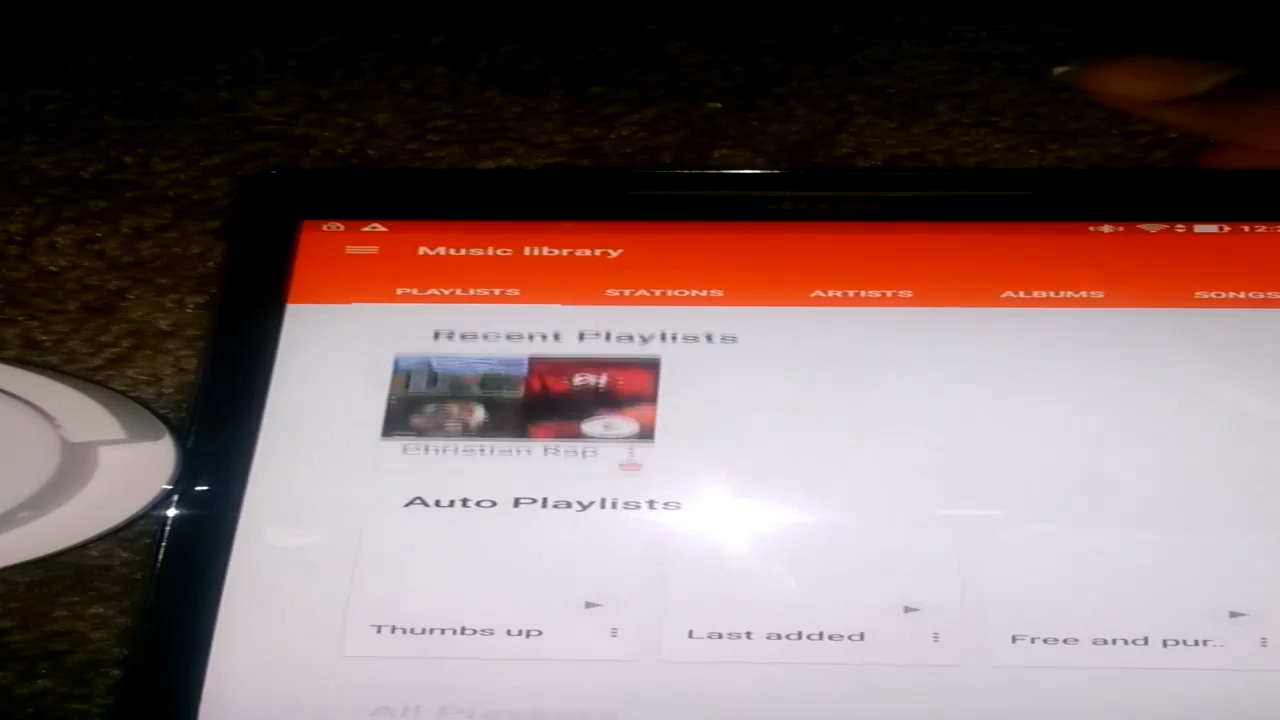 Music library
PLAYLISTS STATIONS ARTISTS ALBUMS SONGS
Recent Playlists
Christian Rap
Auto Playlists
Thumbs up Last added Free and pur..